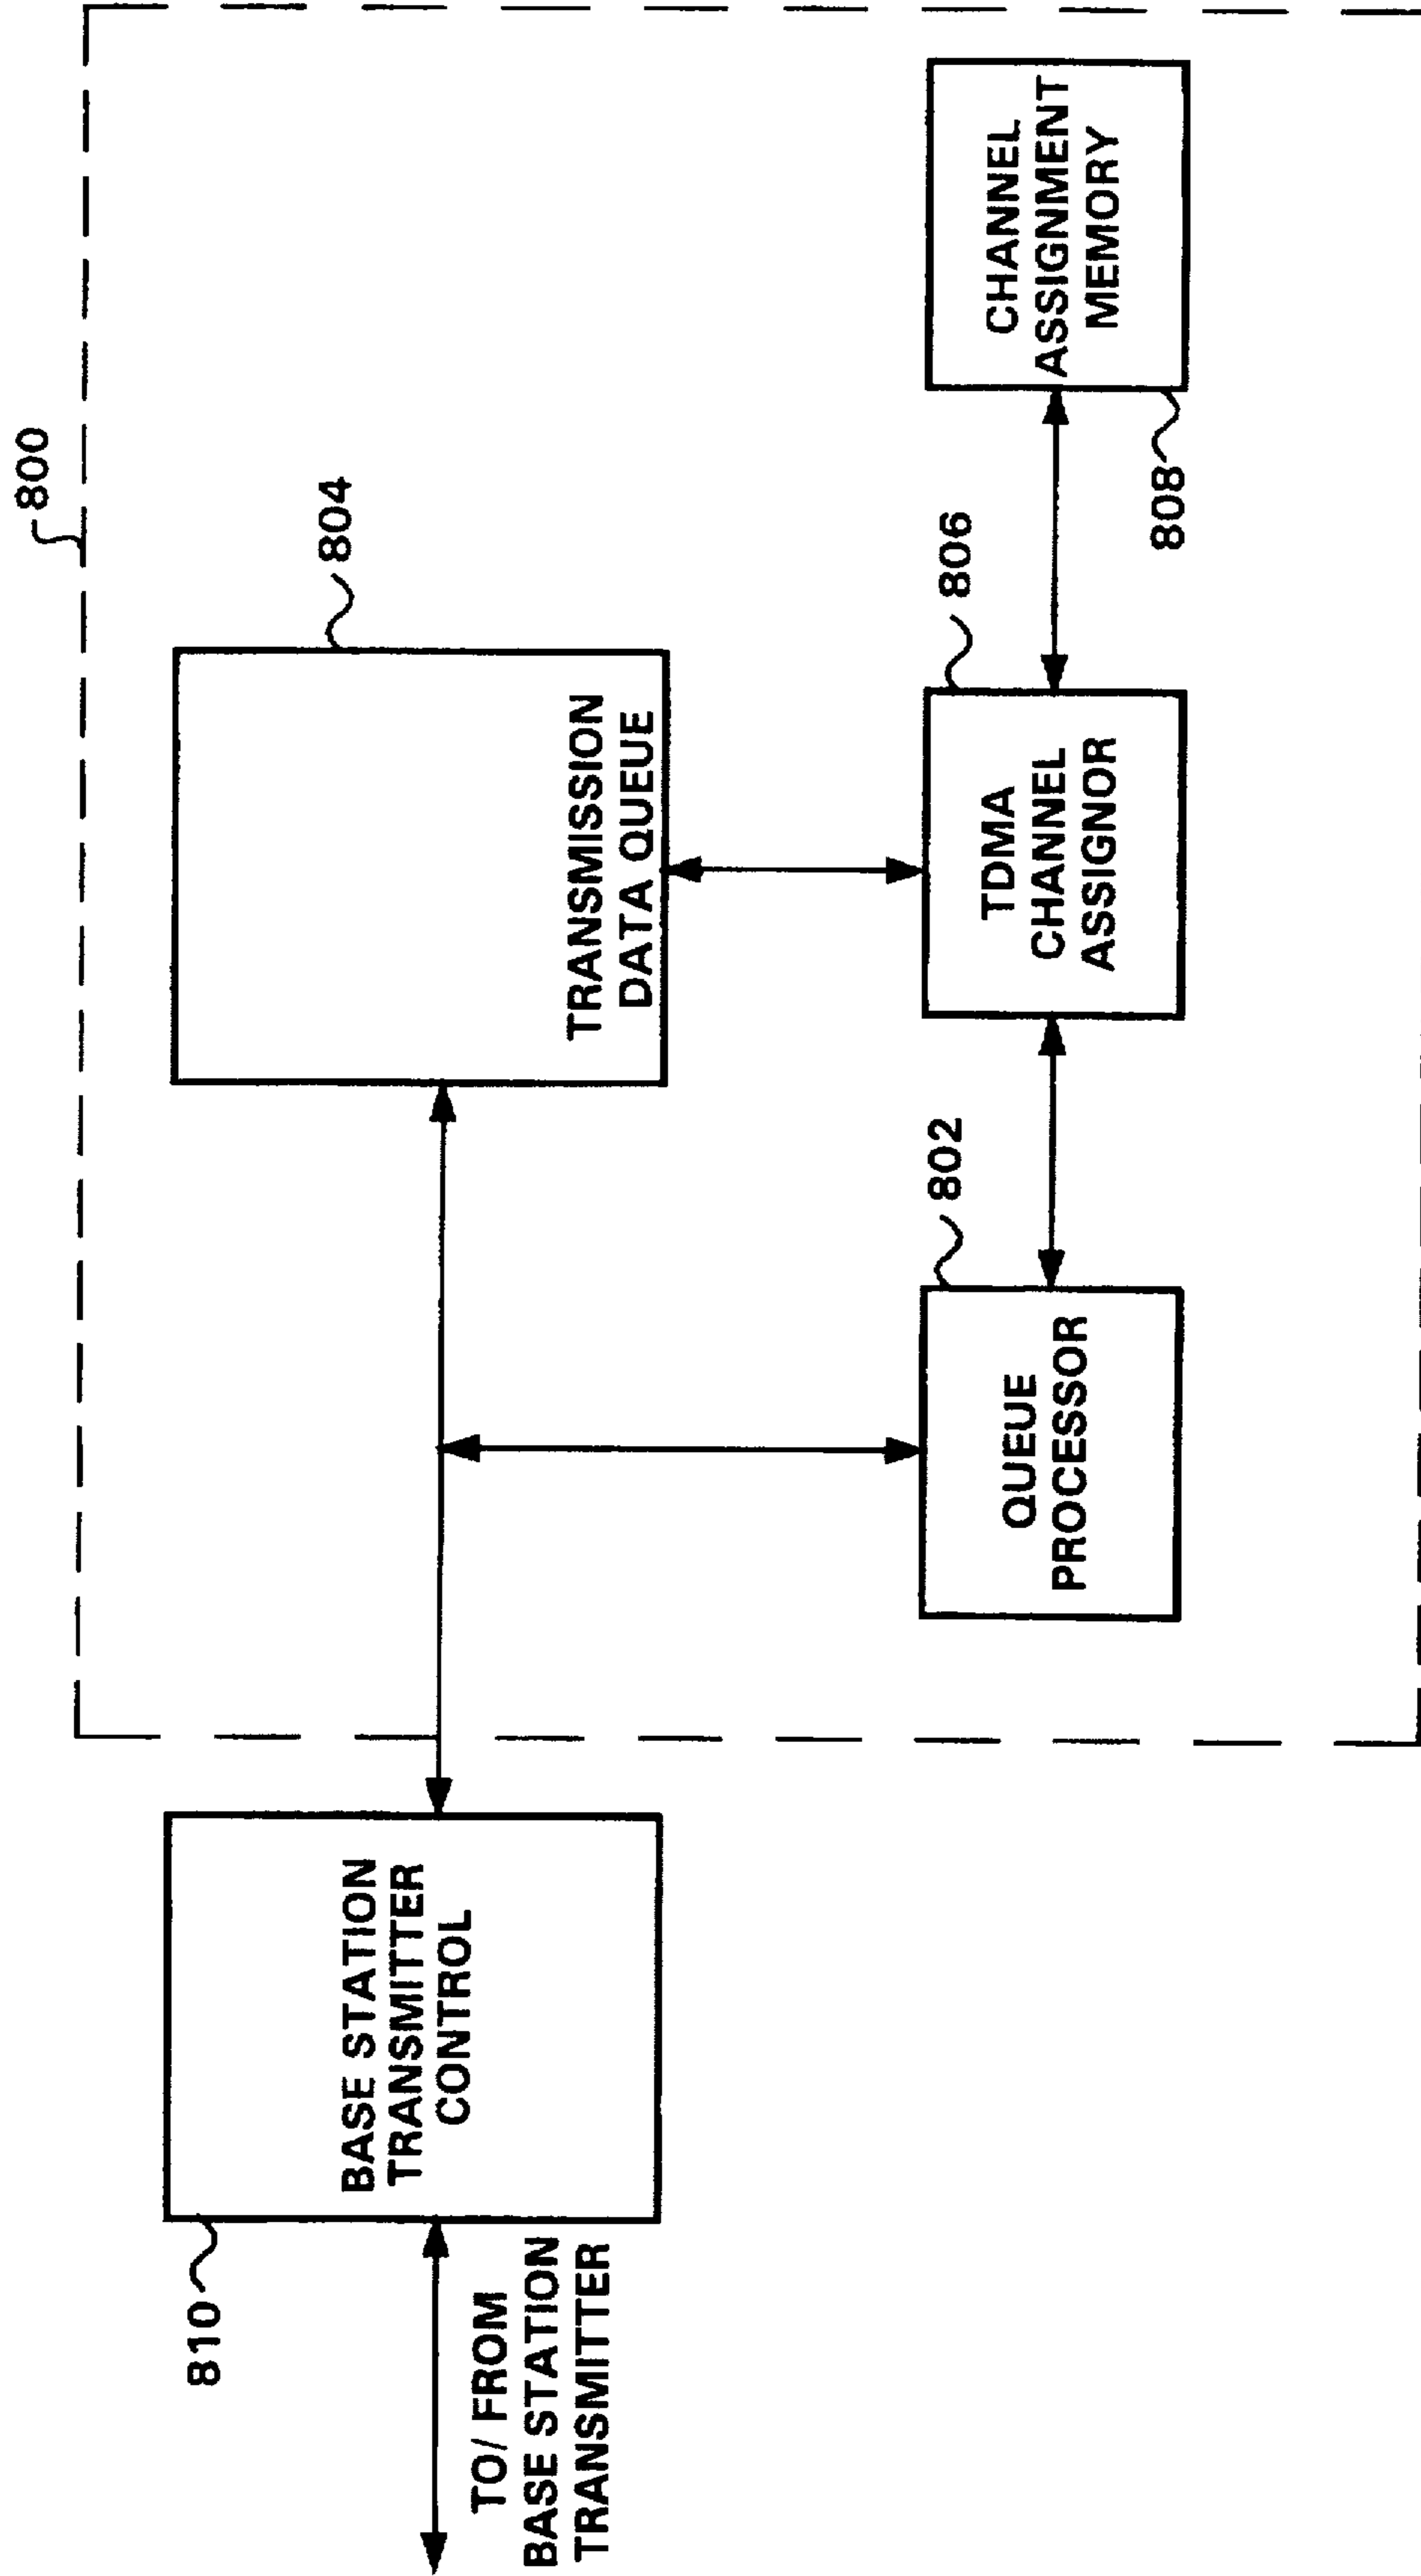 800
804
TRANSMISSION
DATA QUEUE
806
TDMA
CHANNEL
ASSIGNOR
808
CHANNEL
ASSIGNMENT
MEMORY
802
QUEUE
PROCESSOR
810
BASE STATION
TRANSMITTER
CONTROL
TO/ FROM
BASE STATION
TRANSMITTER